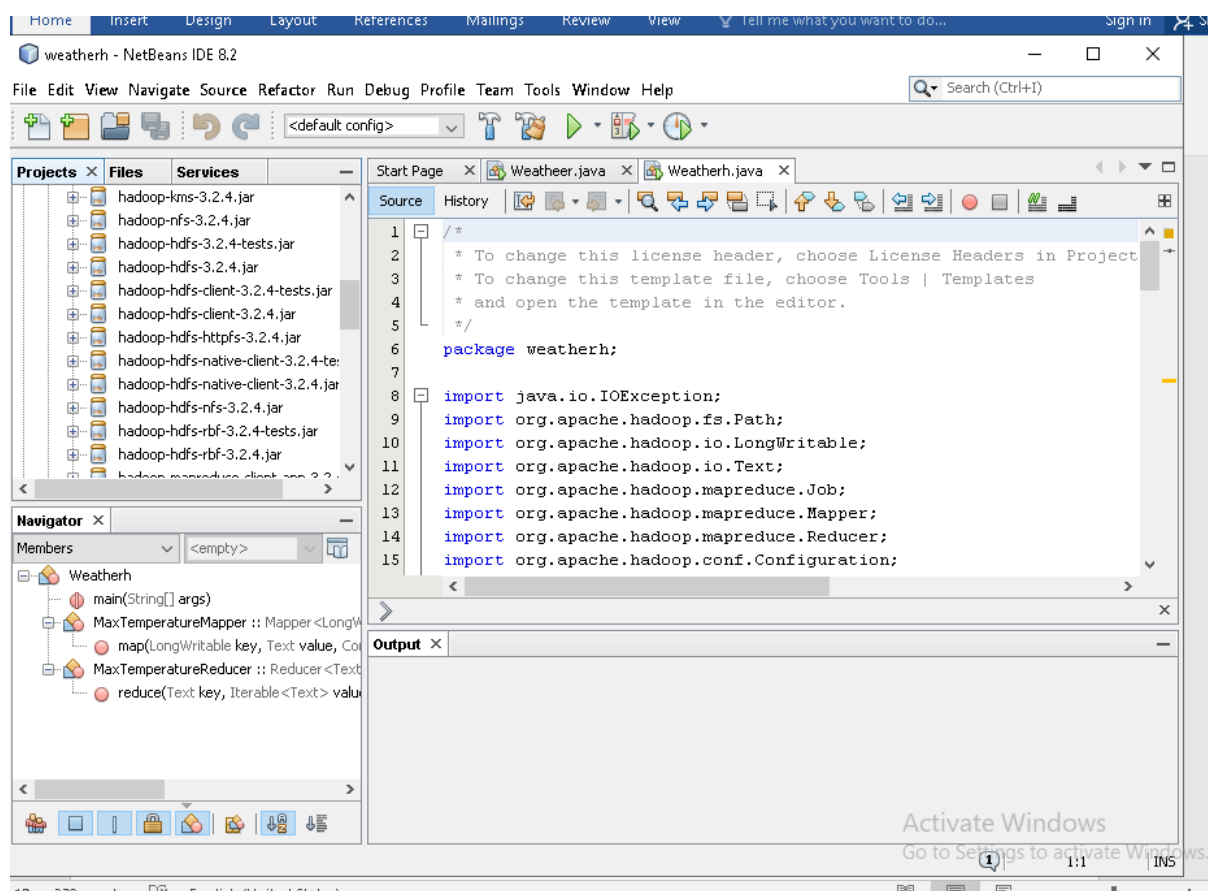 Home Insert Design Layout References Mailings Review View Tell me what you want to do... Sign in
weatherh - NetBeans IDE 8.2
File Edit View Navigate Source Refactor Run Debug Profile Team Tools Window Help
Search (Ctrl+I)
<default config>
Projects Files Services
hadoop-kms-3.2.4.jar
hadoop-nfs-3.2.4.jar
hadoop-hdfs-3.2.4-tests.jar
hadoop-hdfs-3.2.4.jar
hadoop-hdfs-client-3.2.4-tests.jar
hadoop-hdfs-client-3.2.4.jar
hadoop-hdfs-httpfs-3.2.4.jar
hadoop-hdfs-native-client-3.2.4-te
hadoop-hdfs-native-client-3.2.4.jar
hadoop-hdfs-nfs-3.2.4.jar
hadoop-hdfs-rbf-3.2.4-tests.jar
hadoop-hdfs-rbf-3.2.4.jar
Navigator
Members <empty>
Weatherh
main(String[] args)
MaxTemperatureMapper :: Mapper<LongW
map(LongWritable key, Text value, Co
MaxTemperatureReducer :: Reducer<Text
reduce(Text key, Iterable<Text> valu
Start Page Weatheer.java Weatherh.java
Source History
1 /*
2 * To change this license header, choose License Headers in Project
3 * To change this template file, choose Tools | Templates
4 * and open the template in the editor.
5 */
6 package weatherh;
7
8 import java.io.IOException;
9 import org.apache.hadoop.fs.Path;
10 import org.apache.hadoop.io.LongWritable;
11 import org.apache.hadoop.io.Text;
12 import org.apache.hadoop.mapreduce.Job;
13 import org.apache.hadoop.mapreduce.Mapper;
14 import org.apache.hadoop.mapreduce.Reducer;
15 import org.apache.hadoop.conf.Configuration;
Output
Activate Windows
Go to Settings to activate Windows.
1 1:1 INS